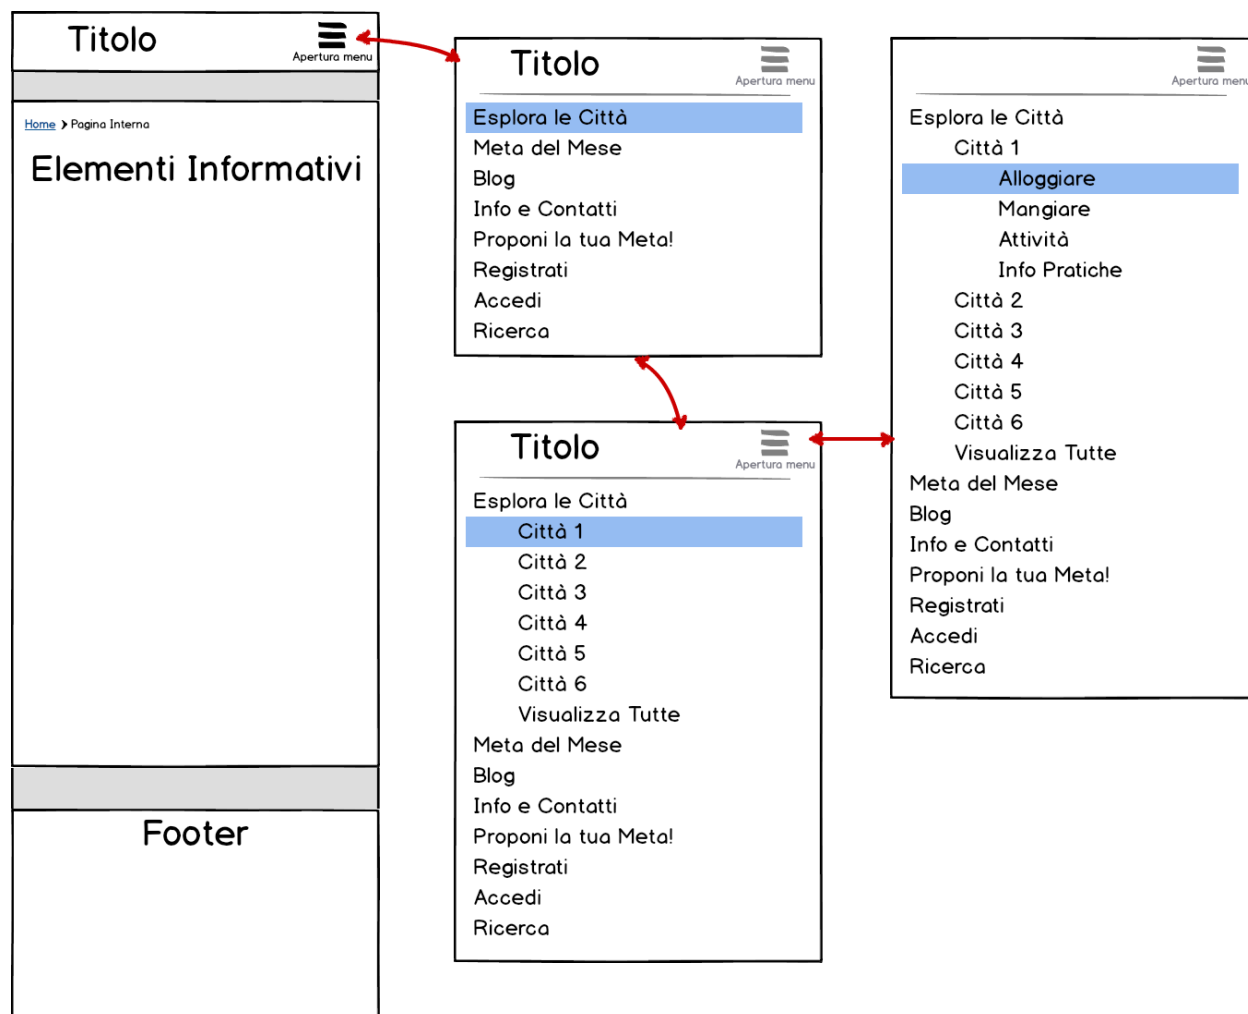 Titolo
Apertura menu
Home > Pagina Interna
Elementi Informativi
Footer
Titolo
Apertura menu
Esplora le Città
Meta del Mese
Blog
Info e Contatti
Proponi la tua Meta!
Registrati
Accedi
Ricerca
Titolo
Apertura menu
Esplora le Città
Città 1
Città 2
Città 3
Città 4
Città 5
Città 6
Visualizza Tutte
Meta del Mese
Blog
Info e Contatti
Proponi la tua Meta!
Registrati
Accedi
Ricerca
Apertura menu
Esplora le Città
Città 1
Alloggiare
Mangiare
Attività
Info Pratiche
Città 2
Città 3
Città 4
Città 5
Città 6
Visualizza Tutte
Meta del Mese
Blog
Info e Contatti
Proponi la tua Meta!
Registrati
Accedi
Ricerca